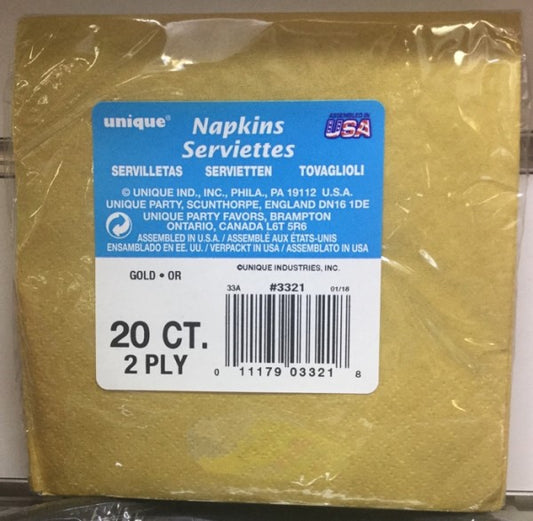 unique®
Napkins
Serviettes
ASSEMBLED IN
USA
SERVILLETAS SERVIETTEN TOVAGLIOLI
© UNIQUE IND., INC., PHILA., PA 19112 U.S.A.
UNIQUE PARTY, SCUNTHORPE, ENGLAND DN16 1DE
UNIQUE PARTY FAVORS, BRAMPTON
ONTARIO, CANADA L6T 5R6
ASSEMBLED IN U.S.A. / ASSEMBLÉ AUX ÉTATS-UNIS
ENSAMBLADO EN EE. UU. / VERPACKT IN USA / ASSEMBLATO IN USA
GOLD • OR
©UNIQUE INDUSTRIES, INC.
33A #3321 01/18
20 CT.
2 PLY
0 11179 03321 8